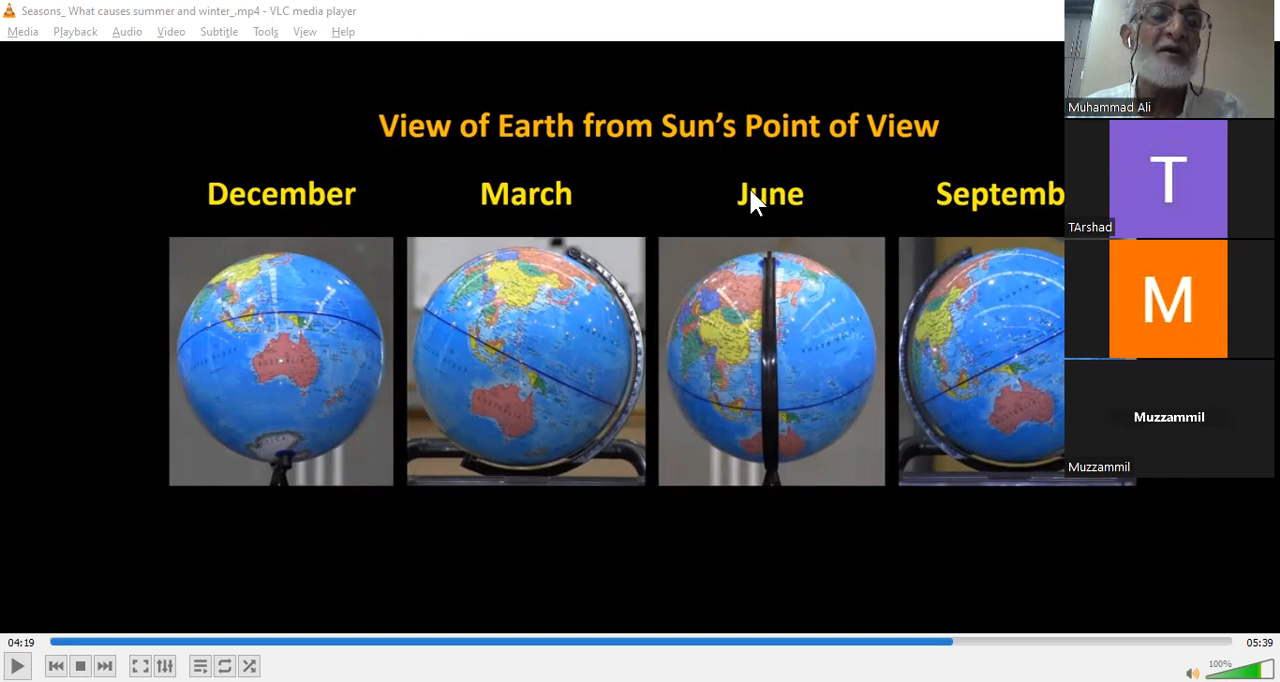 Seasons_ What causes summer and winter_.mp4 - VLC media player
Media Playback Audio Video Subtitle Tools View Help
View of Earth from Sun's Point of View
December March June Septemb
AUSTRALIA
Muhammad Ali
T
TArshad
M
Muzzammil
Muzzammil
04:19 05:39
100%